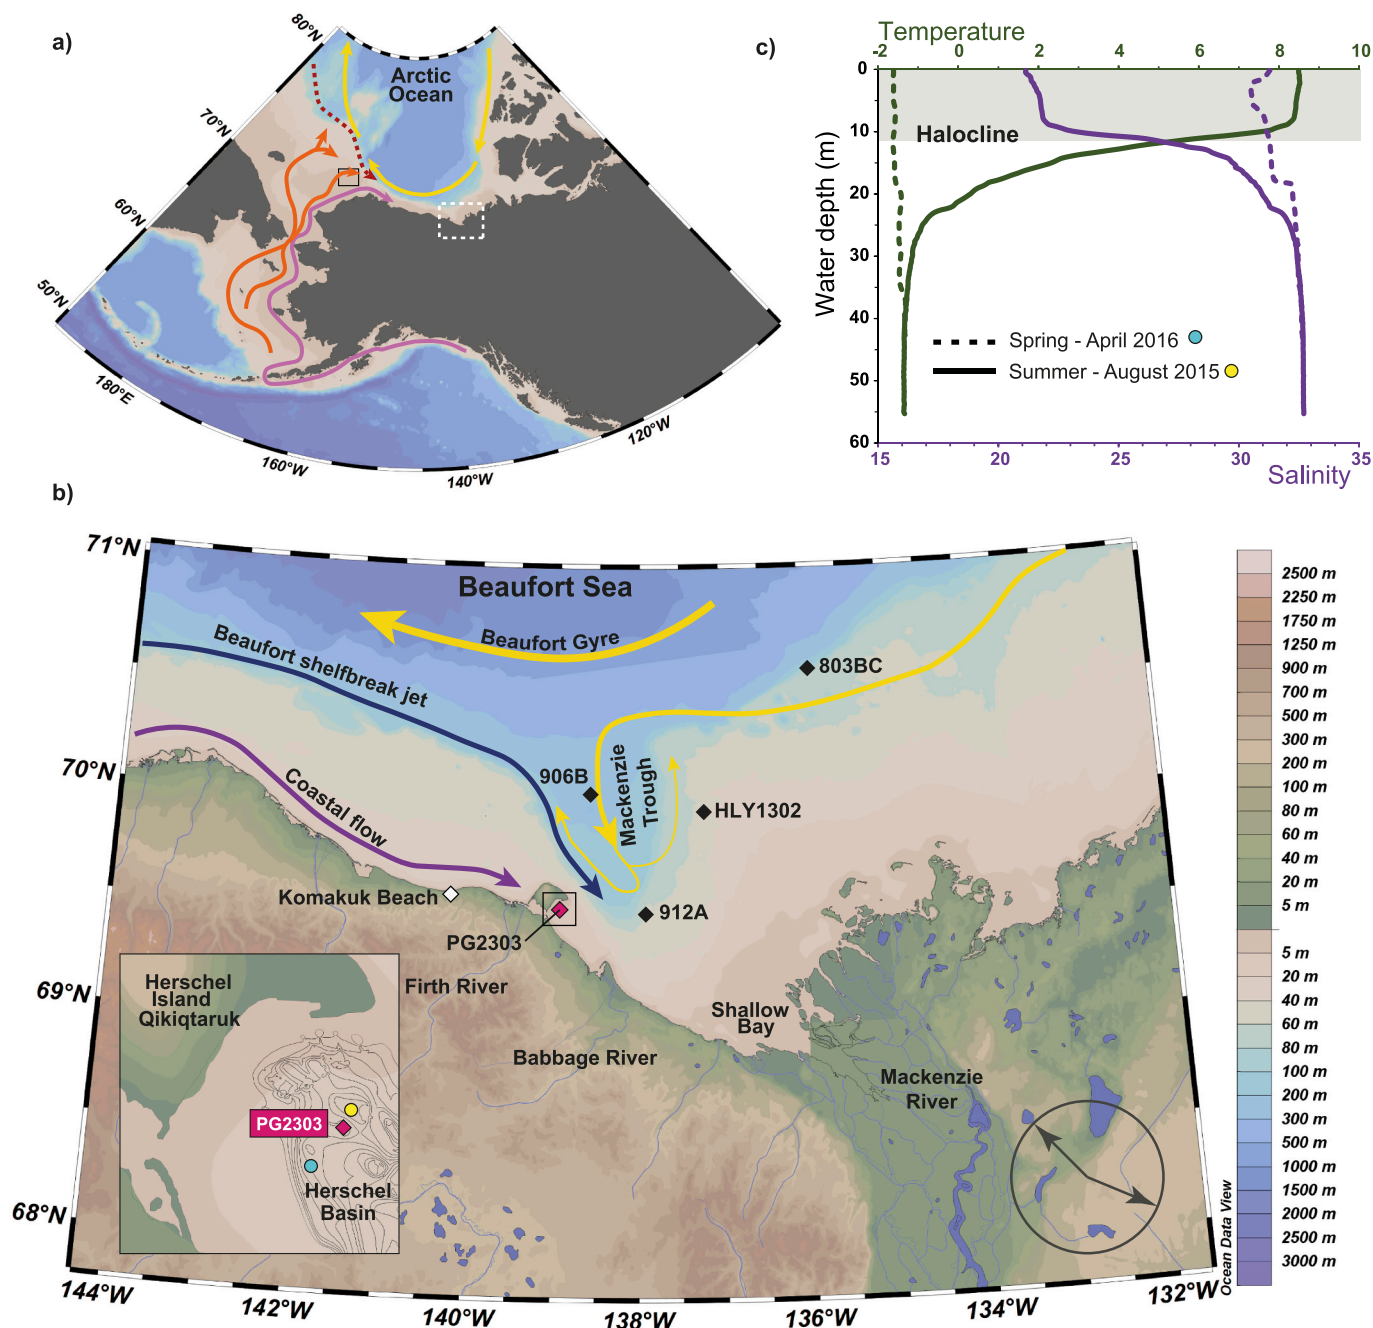 a)
80°N
70°N
60°N
50°N
180°E
160°W
140°W
120°W
Arctic
Ocean
c)
Temperature
-2
0
2
4
6
8
10
0
10
20
30
40
50
60
Water depth (m)
Halocline
Spring - April 2016
Summer - August 2015
15
20
25
30
35
Salinity
b)
71°N
70°N
69°N
68°N
144°W
142°W
140°W
138°W
136°W
134°W
132°W
Beaufort Sea
Beaufort Gyre
Beaufort shelfbreak jet
803BC
Coastal flow
906B
Mackenzie
Trough
HLY1302
Komakuk Beach
912A
PG2303
Firth River
Babbage River
Shallow
Bay
Mackenzie
River
Herschel
Island
Qikiqtaruk
PG2303
Herschel
Basin
2500 m
2250 m
1750 m
1250 m
900 m
700 m
500 m
300 m
200 m
100 m
80 m
60 m
40 m
20 m
5 m
5 m
20 m
40 m
60 m
80 m
100 m
200 m
300 m
500 m
1000 m
1500 m
2000 m
2500 m
3000 m
Ocean Data View